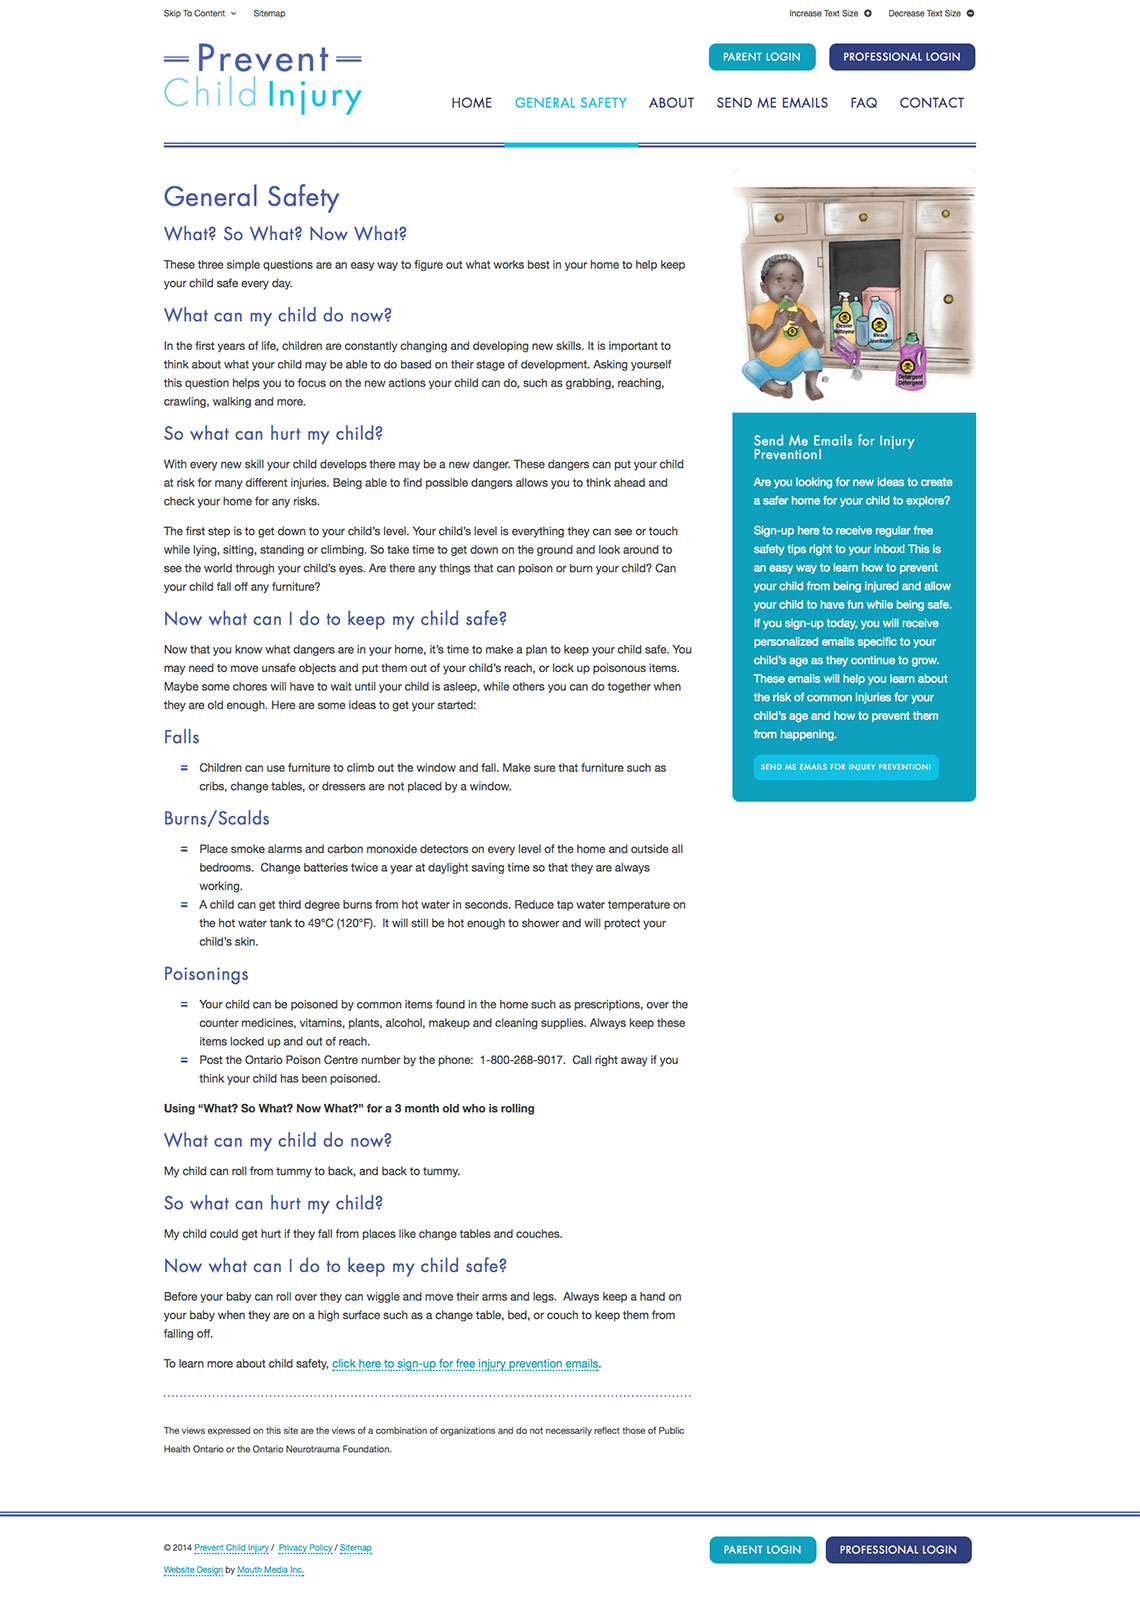 Skip To Content
Sitemap
Increase Text Size
Decrease Text Size
Prevent
Child Injury
PARENT LOGIN
PROFESSIONAL LOGIN
HOME
GENERAL SAFETY
ABOUT
SEND ME EMAILS
FAQ
CONTACT
General Safety
What? So What? Now What?
These three simple questions are an easy way to figure out what works best in your home to help keep
your child safe every day.
What can my child do now?
In the first years of life, children are constantly changing and developing new skills. It is important to
think about what your child may be able to do based on their stage of development. Asking yourself
this question helps you to focus on the new actions your child can do, such as grabbing, reaching,
crawling, walking and more.
So what can hurt my child?
With every new skill your child develops there may be a new danger. These dangers can put your child
at risk for many different injuries. Being able to find possible dangers allows you to think ahead and
check your home for any risks.
The first step is to get down to your child's level. Your child's level is everything they can see or touch
while lying, sitting, standing or climbing. So take time to get down on the ground and look around to
see the world through your child's eyes. Are there any things that can poison or burn your child? Can
your child fall off any furniture?
Now what can I do to keep my child safe?
Now that you know what dangers are in your home, it's time to make a plan to keep your child safe. You
may need to move unsafe objects and put them out of your child's reach, or lock up poisonous items.
Maybe some chores will have to wait until your child is asleep, while others you can do together when
they are old enough. Here are some ideas to get your started:
Falls
Children can use furniture to climb out the window and fall. Make sure that furniture such as
cribs, change tables, or dressers are not placed by a window.
Burns/Scalds
Place smoke alarms and carbon monoxide detectors on every level of the home and outside all
bedrooms.  Change batteries twice a year at daylight saving time so that they are always
working.
A child can get third degree burns from hot water in seconds. Reduce tap water temperature on
the hot water tank to 49°C (120°F).  It will still be hot enough to shower and will protect your
child's skin.
Poisonings
Your child can be poisoned by common items found in the home such as prescriptions, over the
counter medicines, vitamins, plants, alcohol, makeup and cleaning supplies. Always keep these
items locked up and out of reach.
Post the Ontario Poison Centre number by the phone:  1-800-268-9017.  Call right away if you
think your child has been poisoned.
Using “What? So What? Now What?” for a 3 month old who is rolling
What can my child do now?
My child can roll from tummy to back, and back to tummy.
So what can hurt my child?
My child could get hurt if they fall from places like change tables and couches.
Now what can I do to keep my child safe?
Before your baby can roll over they can wiggle and move their arms and legs.  Always keep a hand on
your baby when they are on a high surface such as a change table, bed, or couch to keep them from
falling off.
To learn more about child safety, click here to sign-up for free injury prevention emails.
The views expressed on this site are the views of a combination of organizations and do not necessarily reflect those of Public
Health Ontario or the Ontario Neurotrauma Foundation.
Cleaner
Nettoyeur
Bleach
Javellisant
Detergent
Détergent
Send Me Emails for Injury
Prevention!
Are you looking for new ideas to create
a safer home for your child to explore?
Sign-up here to receive regular free
safety tips right to your inbox! This is
an easy way to learn how to prevent
your child from being injured and allow
your child to have fun while being safe.
If you sign-up today, you will receive
personalized emails specific to your
child's age as they continue to grow.
These emails will help you learn about
the risk of common injuries for your
child's age and how to prevent them
from happening.
SEND ME EMAILS FOR INJURY PREVENTION!
© 2014 Prevent Child Injury / Privacy Policy / Sitemap
Website Design by Mouth Media Inc.
PARENT LOGIN
PROFESSIONAL LOGIN